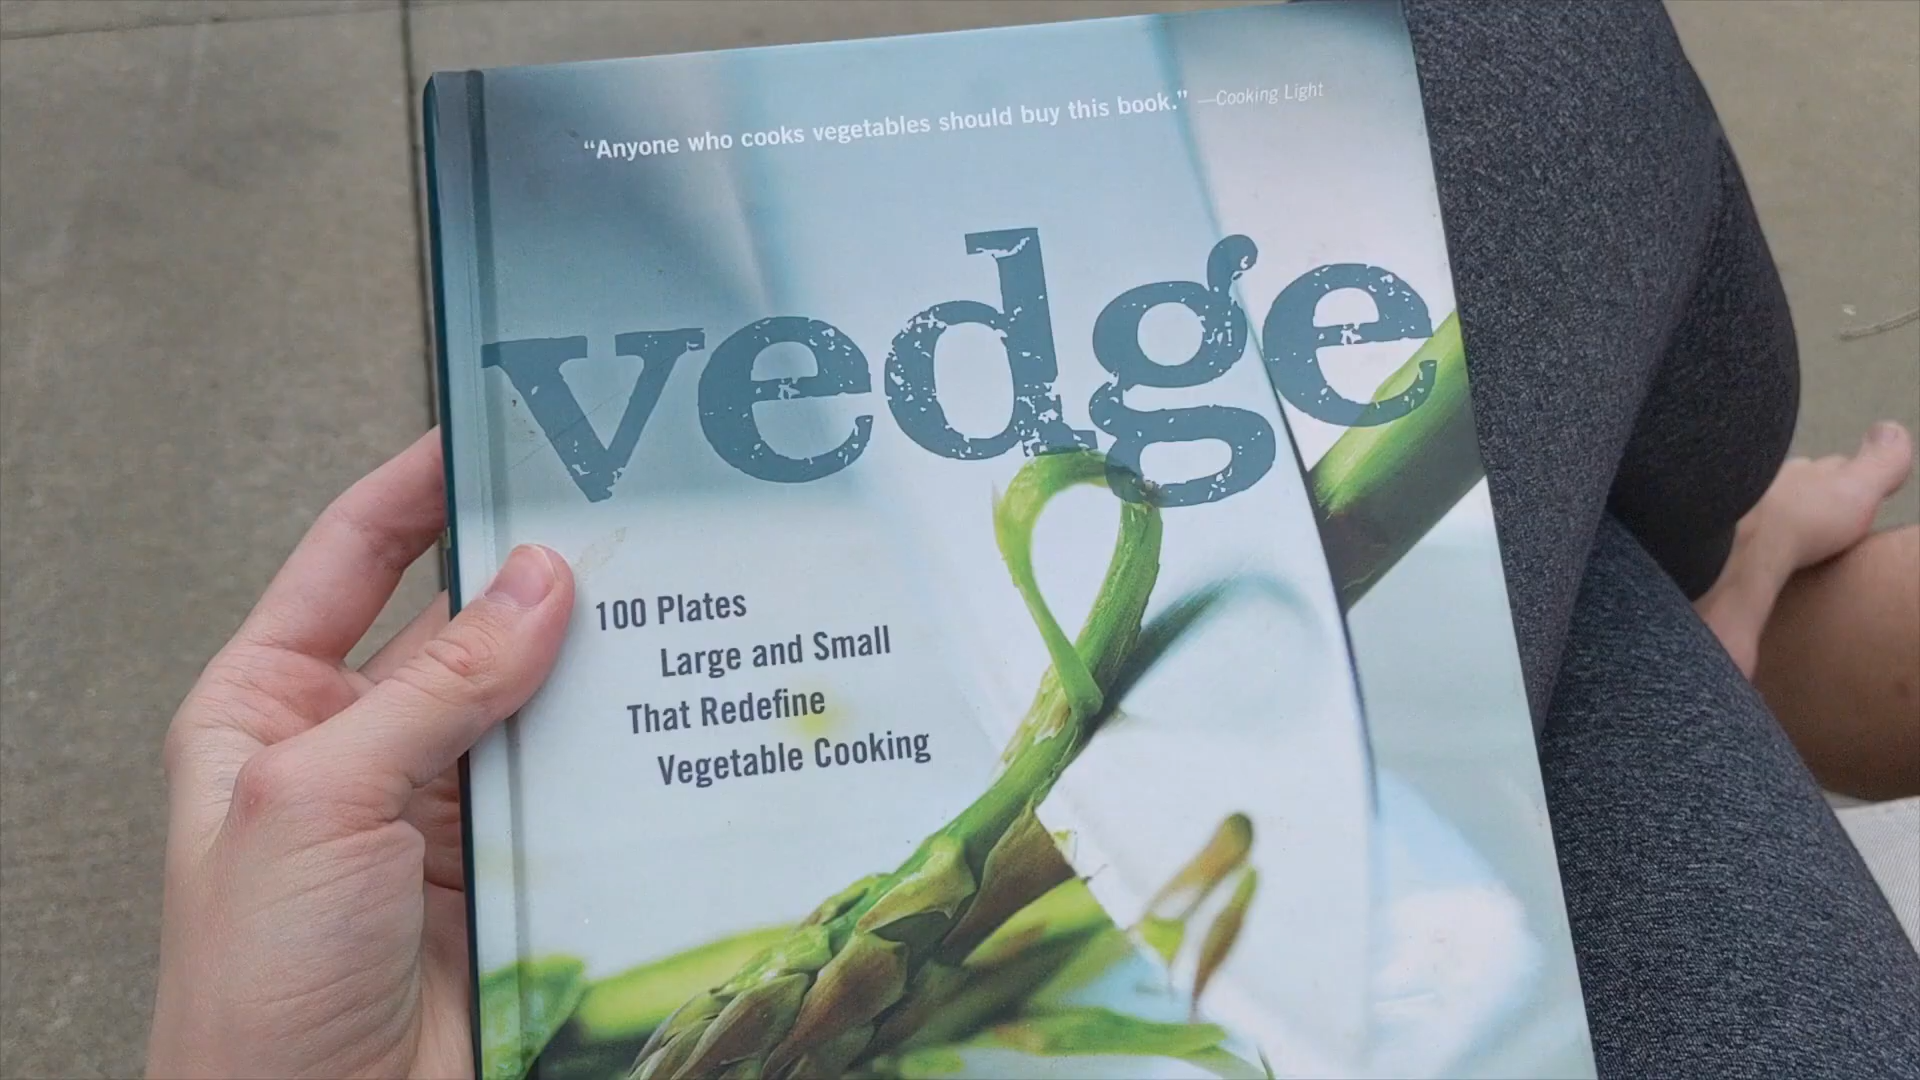 “Anyone who cooks vegetables should buy this book.” —Cooking Light
vedge
100 Plates
Large and Small
That Redefine
Vegetable Cooking